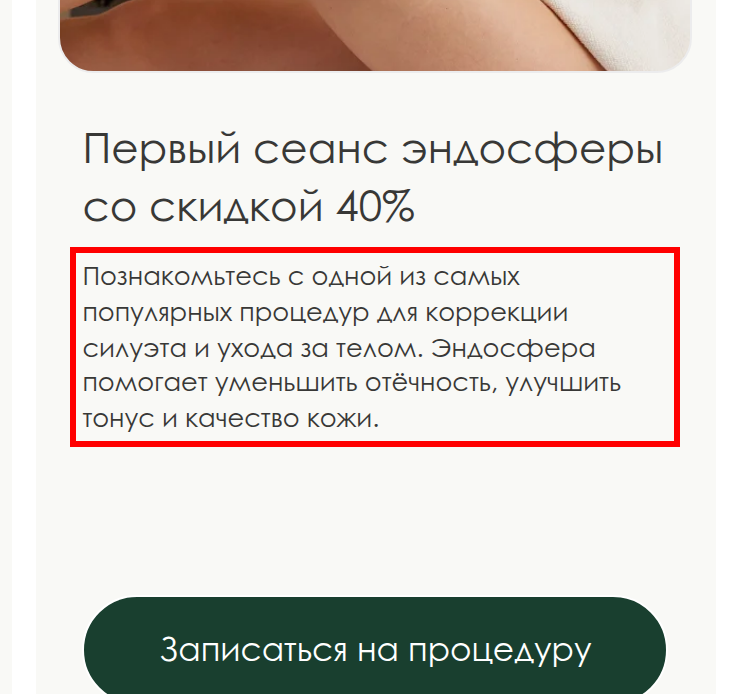 Первый сеанс эндосферы
со скидкой 40%
Познакомьтесь с одной из самых
популярных процедур для коррекции
силуэта и ухода за телом. Эндосфера
помогает уменьшить отёчность, улучшить
тонус и качество кожи.
Записаться на процедуру